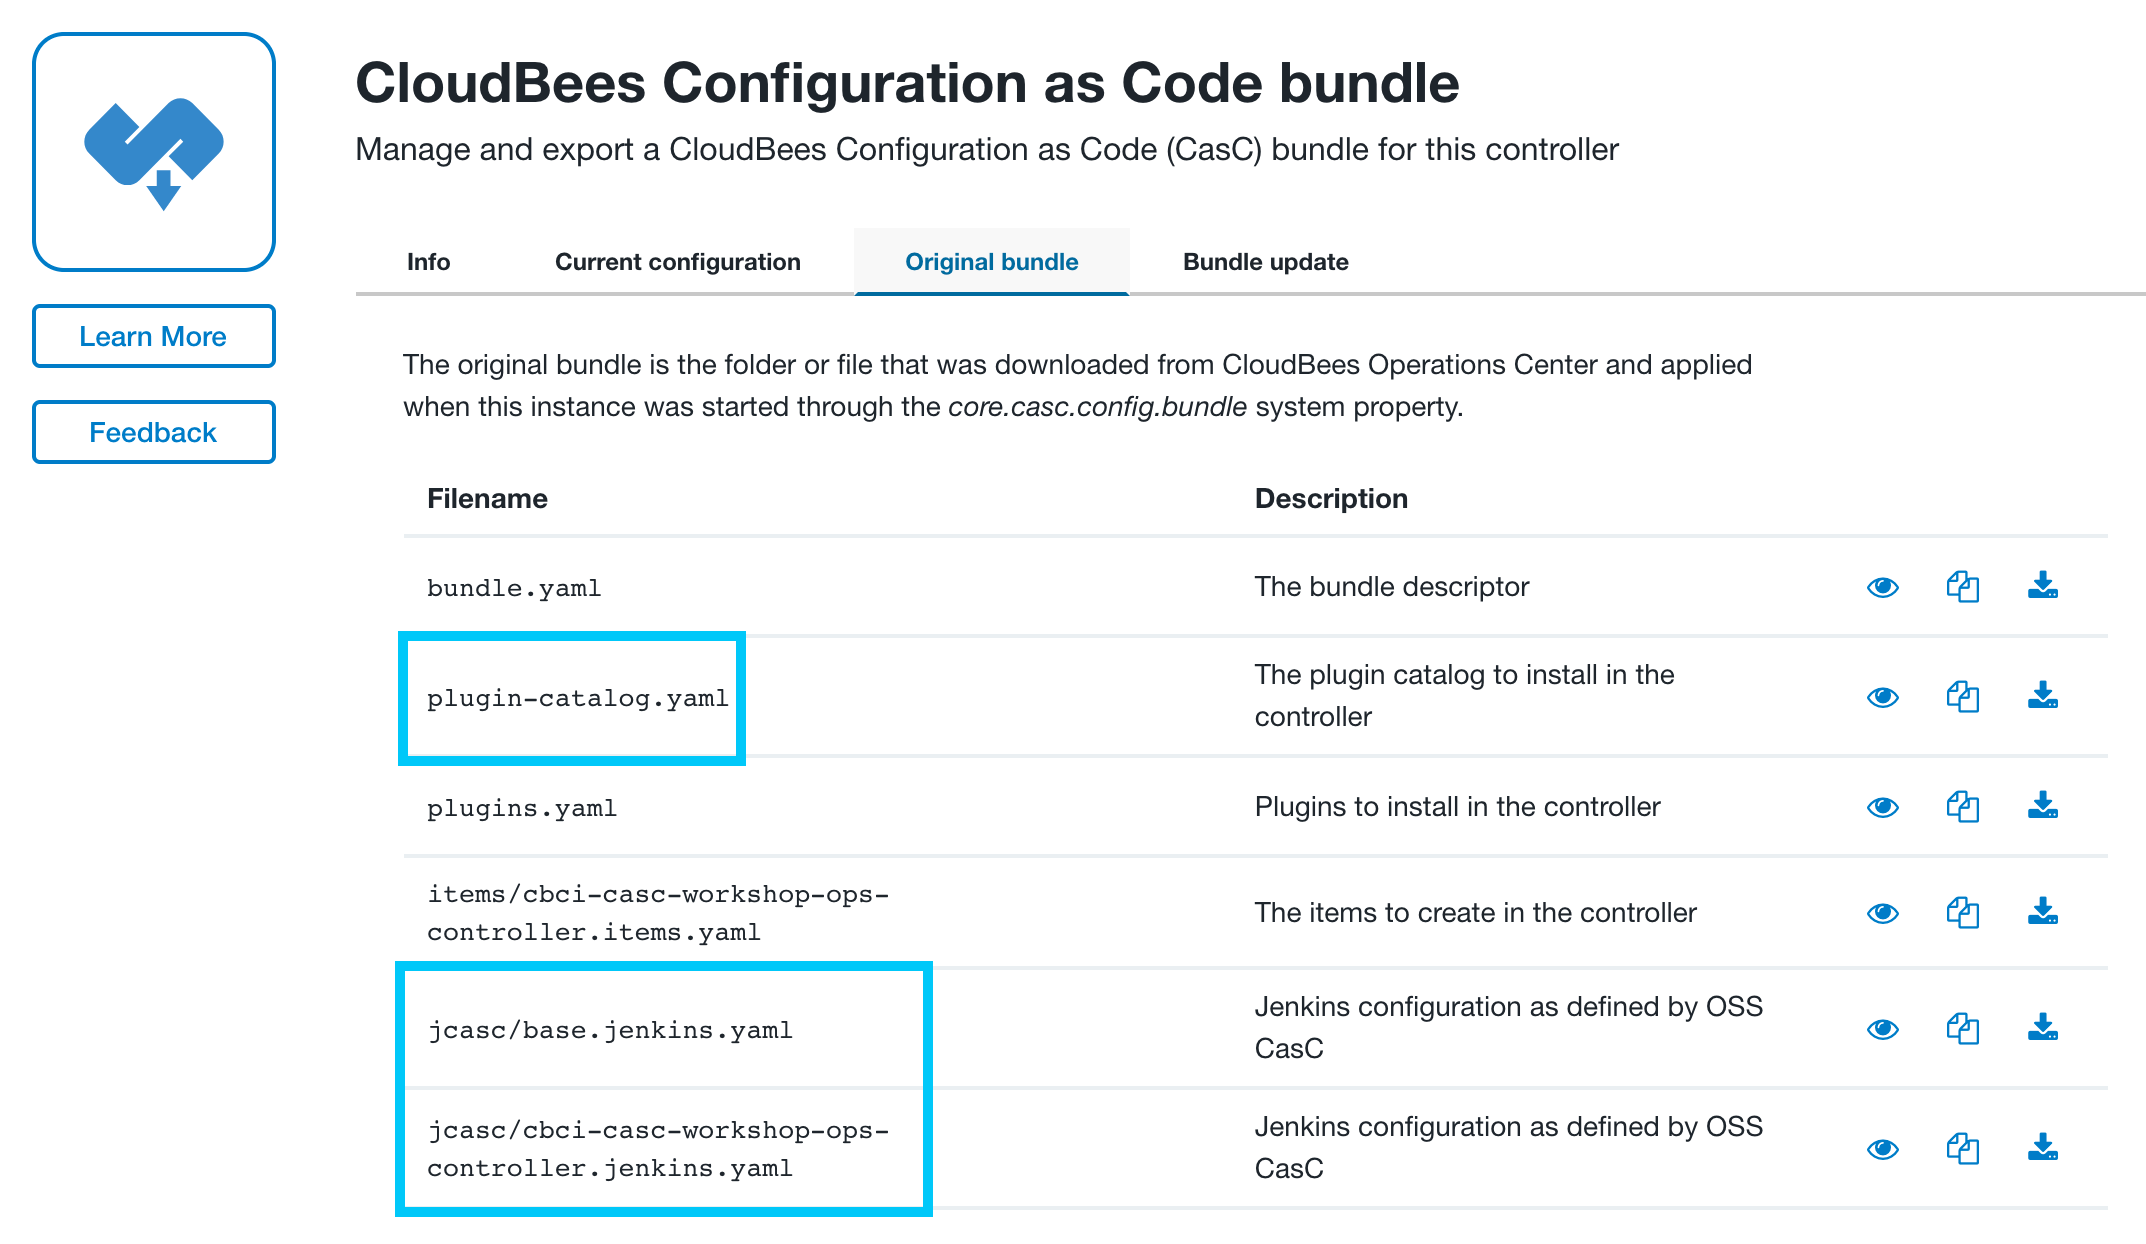 CloudBees Configuration as Code bundle
Manage and export a CloudBees Configuration as Code (CasC) bundle for this controller
Learn More
Feedback
Info
Current configuration
Original bundle
Bundle update
The original bundle is the folder or file that was downloaded from CloudBees Operations Center and applied
when this instance was started through the core.casc.config.bundle system property.
Filename
Description
bundle.yaml
The bundle descriptor
plugin-catalog.yaml
The plugin catalog to install in the
controller
plugins.yaml
Plugins to install in the controller
items/cbci-casc-workshop-ops-
controller.items.yaml
The items to create in the controller
jcasc/base.jenkins.yaml
Jenkins configuration as defined by OSS
CasC
jcasc/cbci-casc-workshop-ops-
controller.jenkins.yaml
Jenkins configuration as defined by OSS
CasC